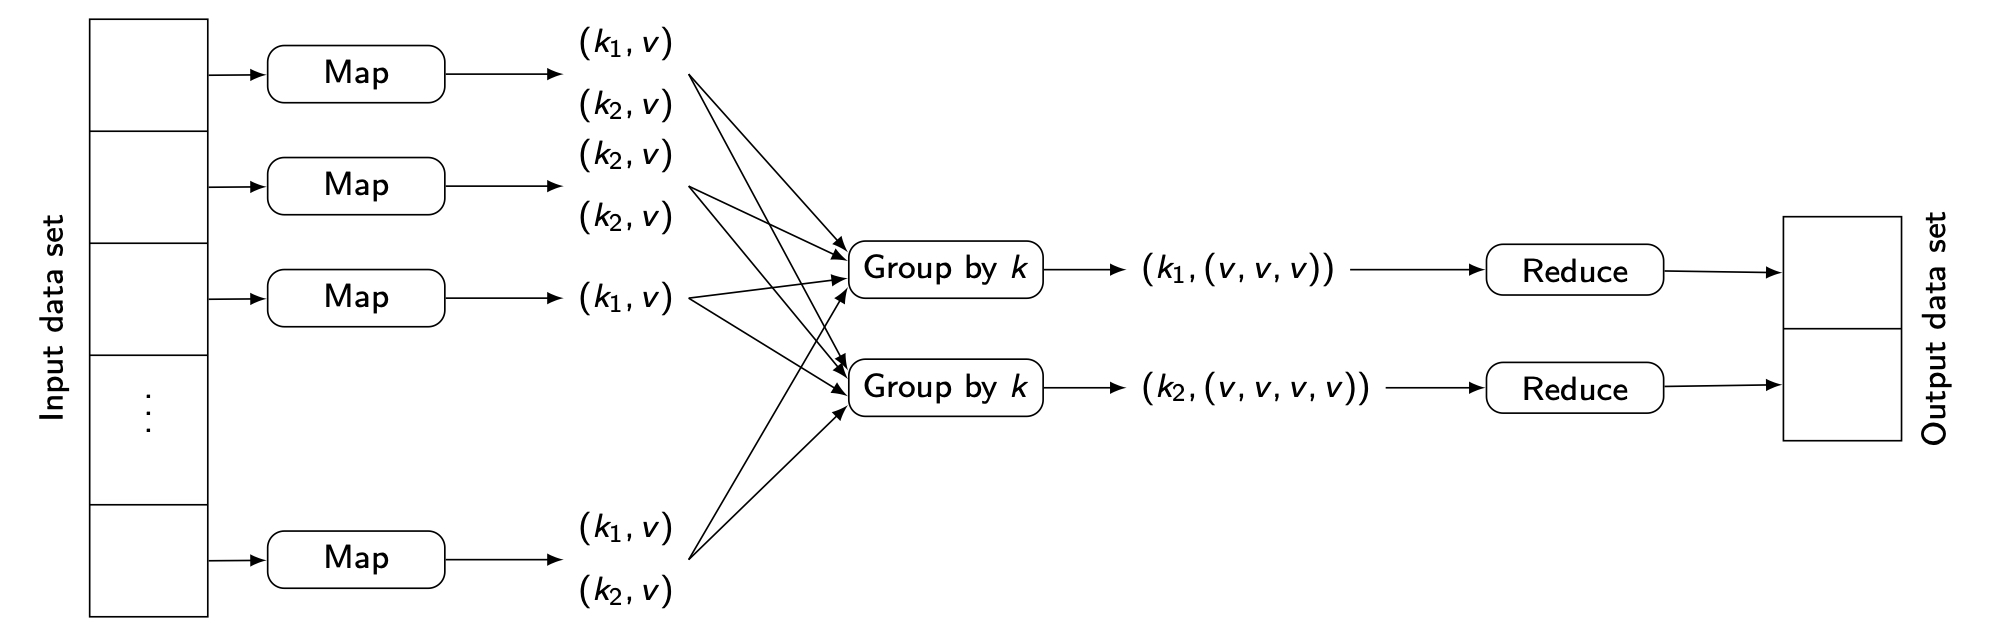 Input data set
Map
(k₁, v)
(k₂, v)
Map
(k₂, v)
(k₂, v)
Map
(k₁, v)
⋮
Map
(k₁, v)
(k₂, v)
Group by k
(k₁, (v, v, v))
Reduce
Group by k
(k₂, (v, v, v, v))
Reduce
Output data set